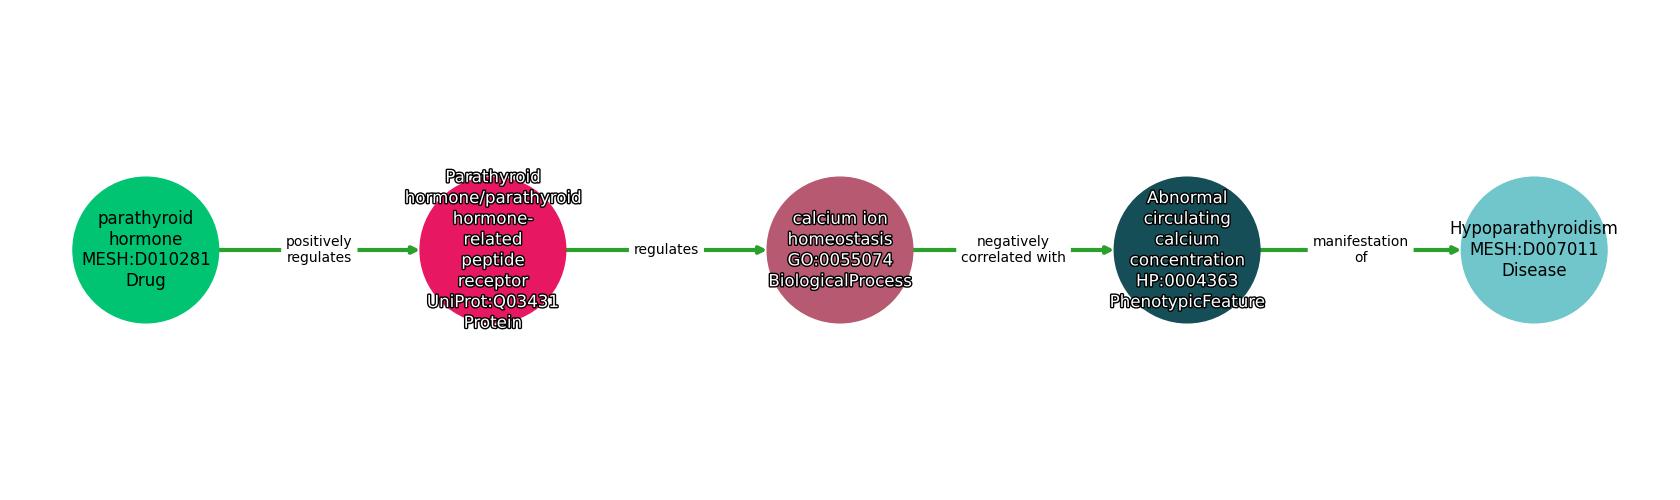 parathyroid
hormone
MESH:D010281
Drug
positively
regulates
Parathyroid
hormone/parathyroid
hormone-
related
peptide
receptor
UniProt:Q03431
Protein
regulates
calcium ion
homeostasis
GO:0055074
BiologicalProcess
negatively
correlated with
Abnormal
circulating
calcium
concentration
HP:0004363
PhenotypicFeature
manifestation
of
Hypoparathyroidism
MESH:D007011
Disease